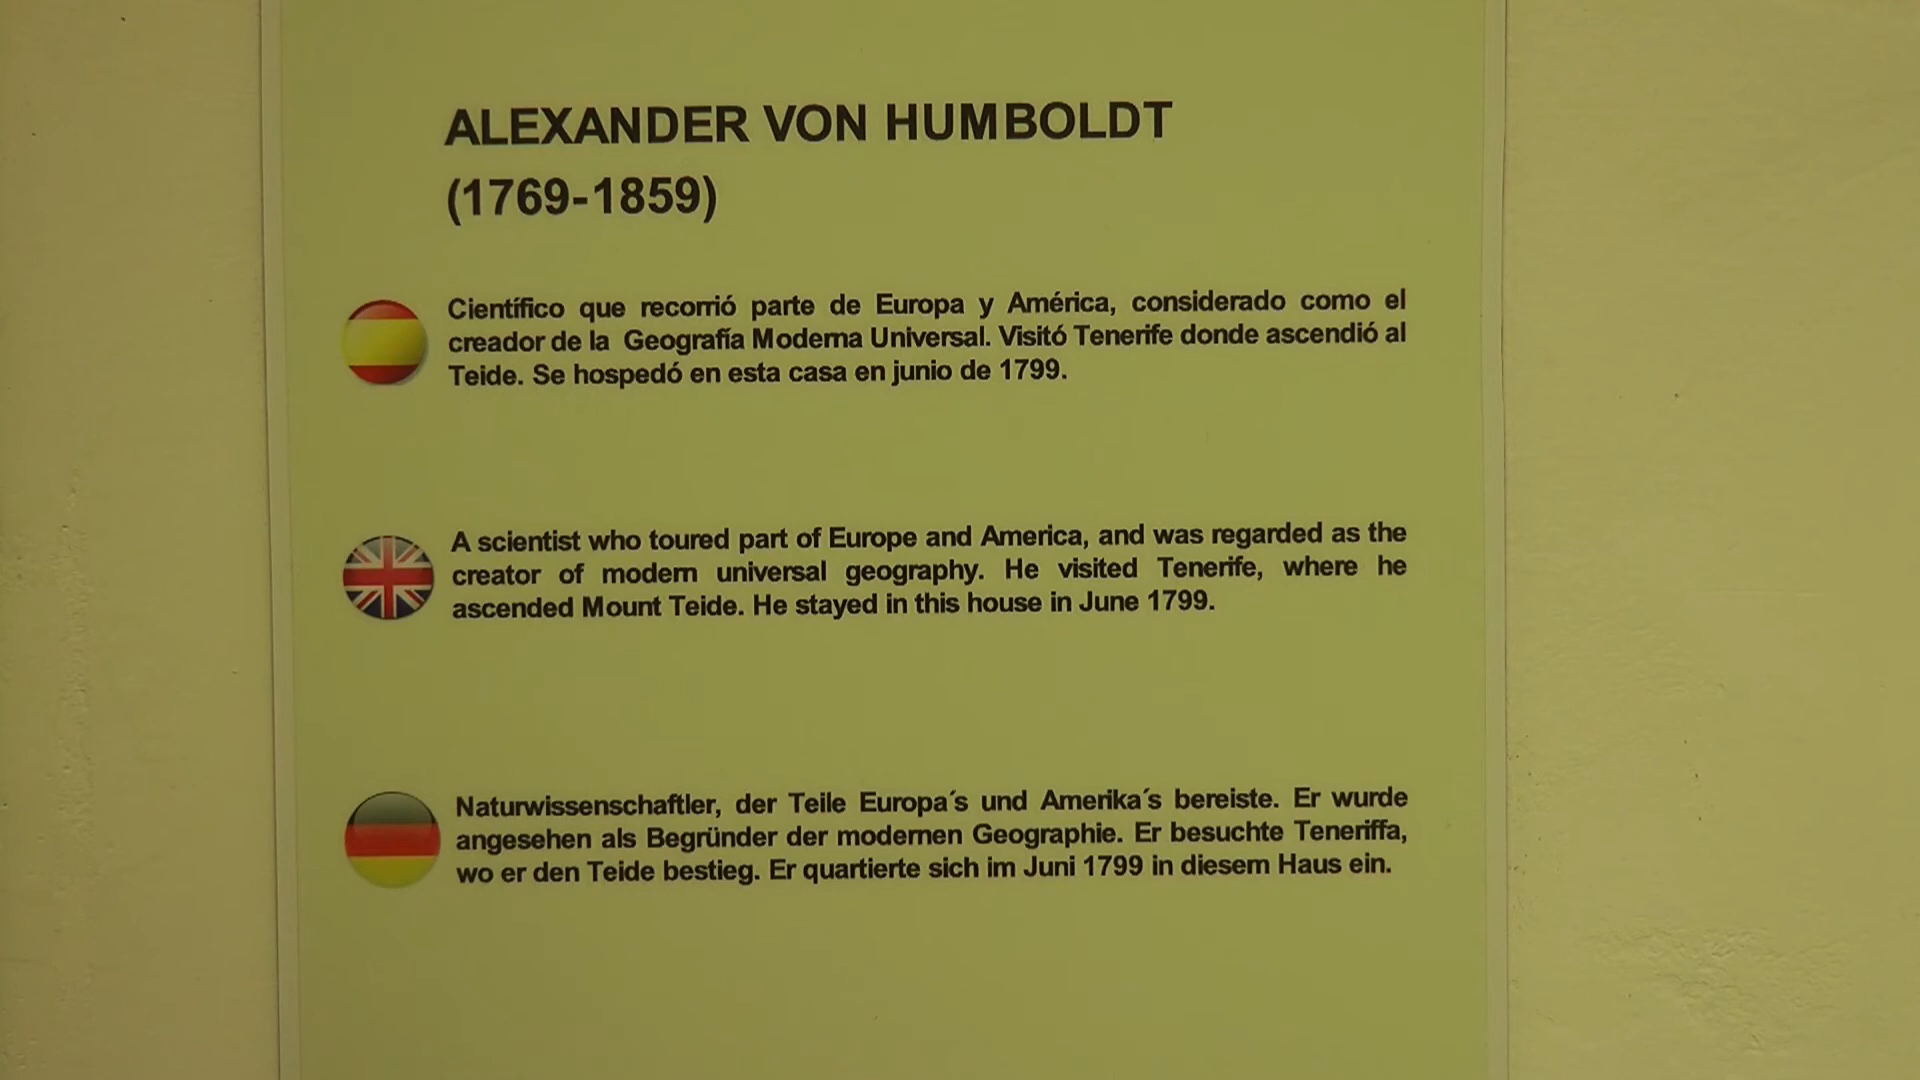 ALEXANDER VON HUMBOLDT
(1769-1859)
Científico que recorrió parte de Europa y América, considerado como el
creador de la Geografía Moderna Universal. Visitó Tenerife donde ascendió al
Teide. Se hospedó en esta casa en junio de 1799.
A scientist who toured part of Europe and America, and was regarded as the
creator of modern universal geography. He visited Tenerife, where he
ascended Mount Teide. He stayed in this house in June 1799.
Naturwissenschaftler, der Teile Europa´s und Amerika´s bereiste. Er wurde
angesehen als Begründer der modernen Geographie. Er besuchte Teneriffa,
wo er den Teide bestieg. Er quartierte sich im Juni 1799 in diesem Haus ein.